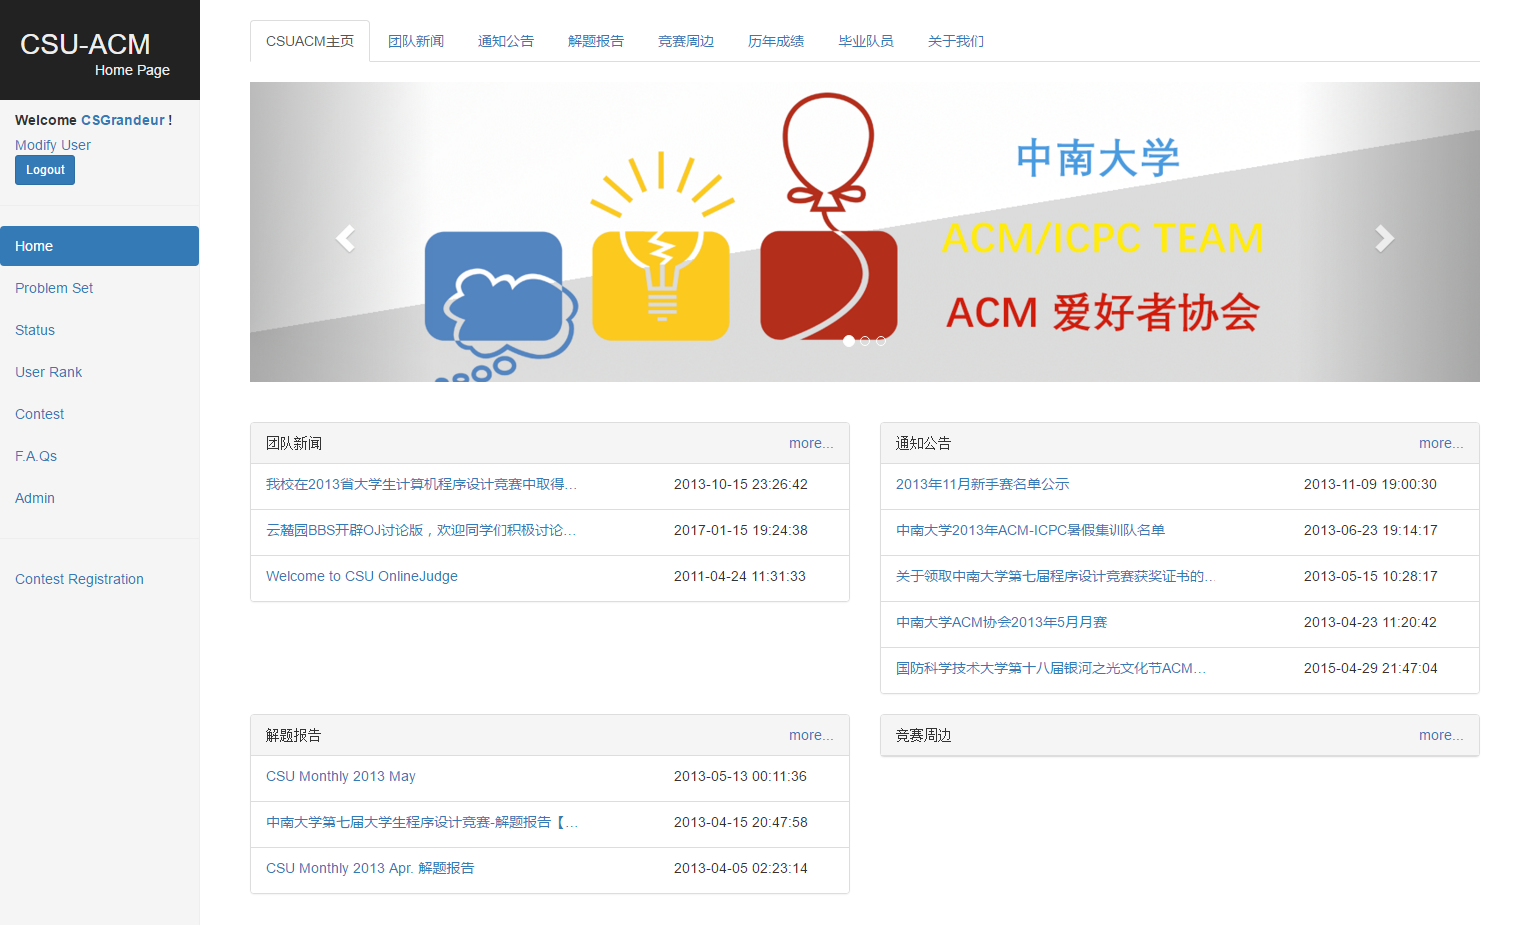 CSU-ACM
Home Page
Welcome CSGrandeur !
Modify User
Logout
Home
Problem Set
Status
User Rank
Contest
F.A.Qs
Admin
Contest Registration
CSUACM主页 团队新闻 通知公告 解题报告 竞赛周边 历年成绩 毕业队员 关于我们
中南大学
ACM/ICPC TEAM
ACM 爱好者协会
团队新闻 more...
我校在2013省大学生计算机程序设计竞赛中取得... 2013-10-15 23:26:42
云麓园BBS开辟OJ讨论版，欢迎同学们积极讨论... 2017-01-15 19:24:38
Welcome to CSU OnlineJudge 2011-04-24 11:31:33
通知公告 more...
2013年11月新手赛名单公示 2013-11-09 19:00:30
中南大学2013年ACM-ICPC暑假集训队名单 2013-06-23 19:14:17
关于领取中南大学第七届程序设计竞赛获奖证书的... 2013-05-15 10:28:17
中南大学ACM协会2013年5月月赛 2013-04-23 11:20:42
国防科学技术大学第十八届银河之光文化节ACM... 2015-04-29 21:47:04
解题报告 more...
CSU Monthly 2013 May 2013-05-13 00:11:36
中南大学第七届大学生程序设计竞赛-解题报告【... 2013-04-15 20:47:58
CSU Monthly 2013 Apr. 解题报告 2013-04-05 02:23:14
竞赛周边 more...